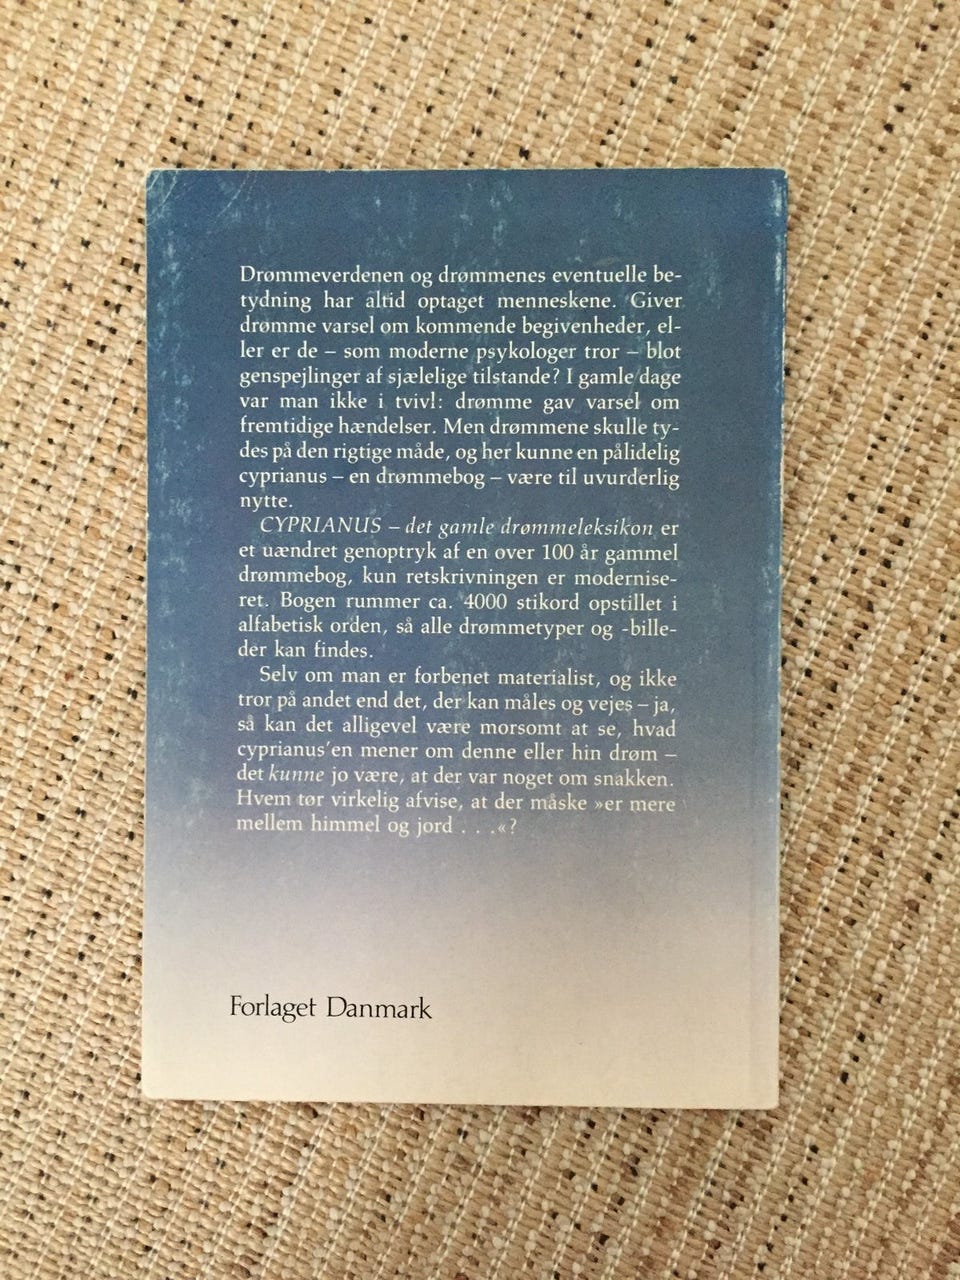 Drømmeverdenen og drømmenes eventuelle be-
tydning har altid optaget menneskene. Giver
drømme varsel om kommende begivenheder, el-
ler er de – som moderne psykologer tror – blot
genspejlinger af sjælelige tilstande? I gamle dage
var man ikke i tvivl: drømme gav varsel om
fremtidige hændelser. Men drømmene skulle ty-
des på den rigtige måde, og her kunne en pålidelig
cyprianus – en drømmebog – være til uvurderlig
nytte.
CYPRIANUS – det gamle drømmeleksikon er
et uændret genoptryk af en over 100 år gammel
drømmebog, kun retskrivningen er modernise-
ret. Bogen rummer ca. 4000 stikord opstillet i
alfabetisk orden, så alle drømmetyper og -bille-
der kan findes.
Selv om man er forbenet materialist, og ikke
tror på andet end det, der kan måles og vejes – ja,
så kan det alligevel være morsomt at se, hvad
cyprianus'en mener om denne eller hin drøm –
det kunne jo være, at der var noget om snakken.
Hvem tør virkelig afvise, at der måske »er mere
mellem himmel og jord . . .«?
Forlaget Danmark